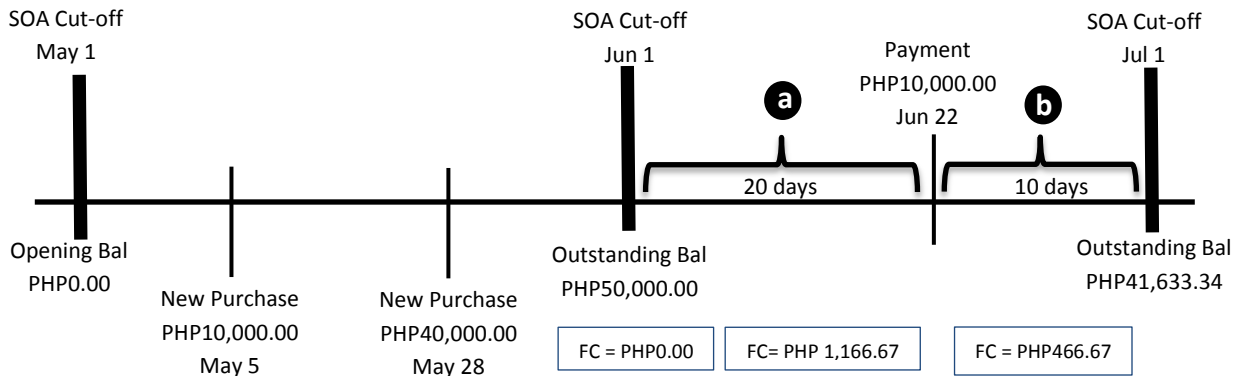 SOA Cut-off
May 1
SOA Cut-off
Jun 1
Payment
PHP10,000.00
Jun 22
SOA Cut-off
Jul 1
a
b
20 days
10 days
Opening Bal
PHP0.00
New Purchase
PHP10,000.00
May 5
New Purchase
PHP40,000.00
May 28
Outstanding Bal
PHP50,000.00
Outstanding Bal
PHP41,633.34
FC = PHP0.00
FC= PHP 1,166.67
FC = PHP466.67